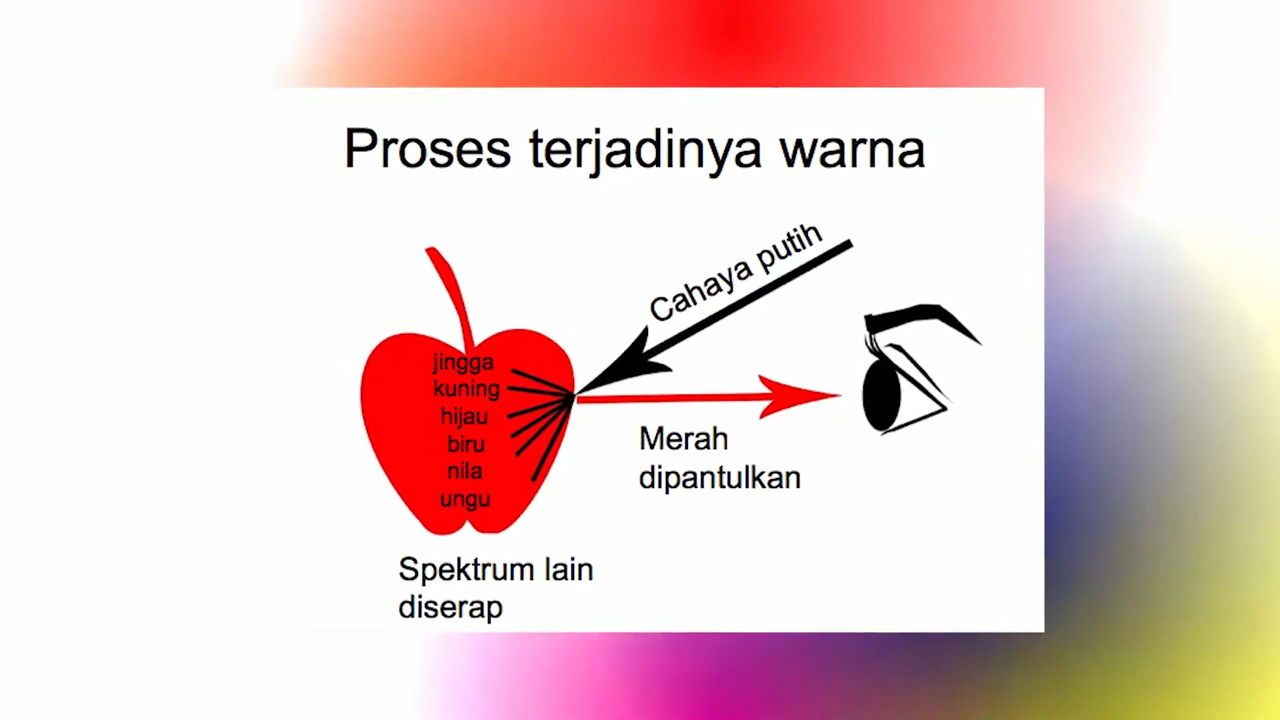 Proses terjadinya warna
Cahaya putih
jingga
kuning
hijau
biru
nila
ungu
Merah
dipantulkan
Spektrum lain
diserap